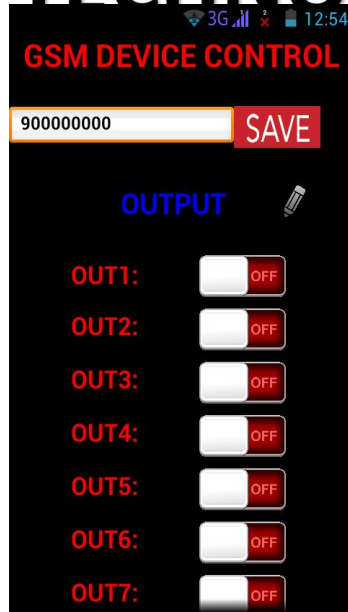 3G 12:54
GSM DEVICE CONTROL
900000000 SAVE
OUTPUT
OUT1: OFF
OUT2: OFF
OUT3: OFF
OUT4: OFF
OUT5: OFF
OUT6: OFF
OUT7: OFF